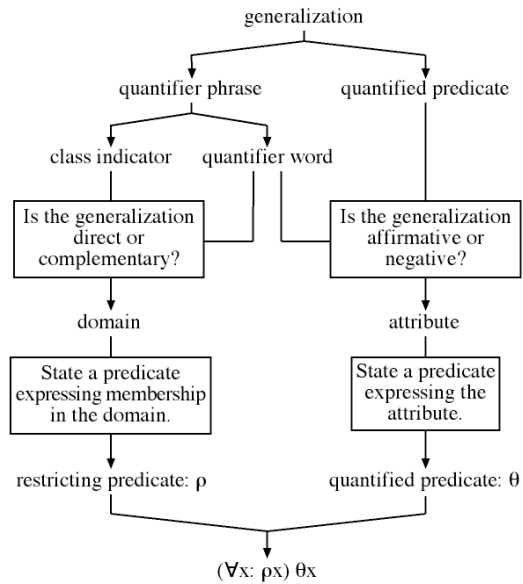 generalization
quantifier phrase
quantified predicate
class indicator
quantifier word
Is the generalization
direct or
complementary?
Is the generalization
affirmative or
negative?
domain
attribute
State a predicate
expressing membership
in the domain.
State a predicate
expressing the
attribute.
restricting predicate: ρ
quantified predicate: θ
(∀x: ρx) θx